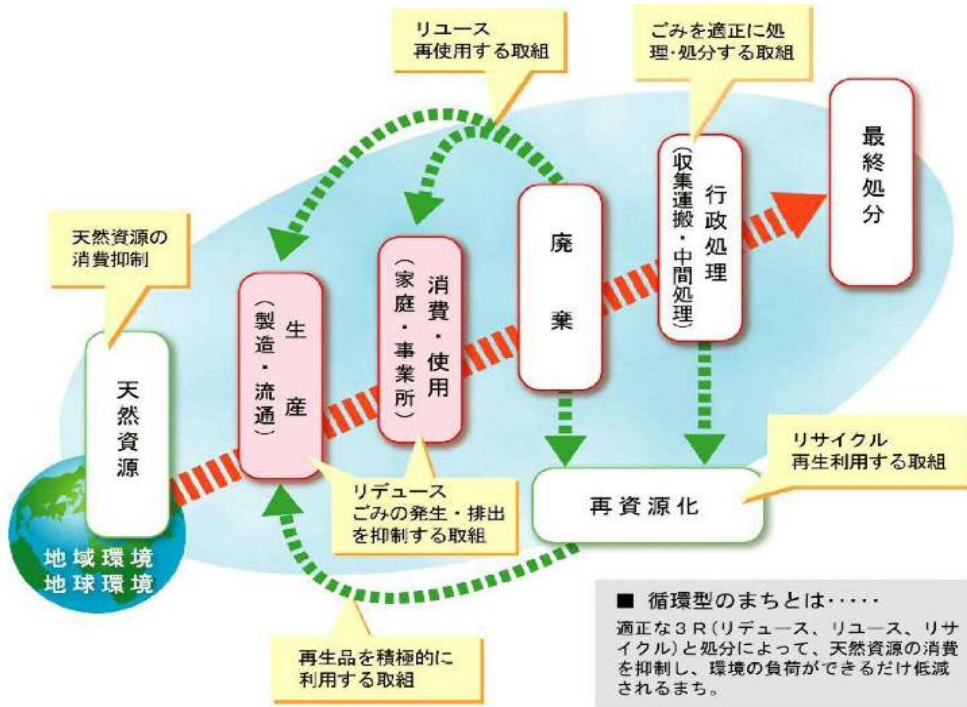 リユース
再使用する取組
ごみを適正に処
理・処分する取組
最終処分
行政処理
(収集運搬・中間処理)
天然資源の
消費抑制
廃棄
消費・使用
(家庭・事業所)
生産
(製造・流通)
天然資源
リサイクル
再生利用する取組
リデュース
ごみの発生・排出
を抑制する取組
再資源化
地域環境
地球環境
■ 循環型のまちとは・・・・・
適正な3R(リデュース、リユース、リサ
イクル)と処分によって、天然資源の消費
を抑制し、環境の負荷ができるだけ低減
されるまち。
再生品を積極的に
利用する取組